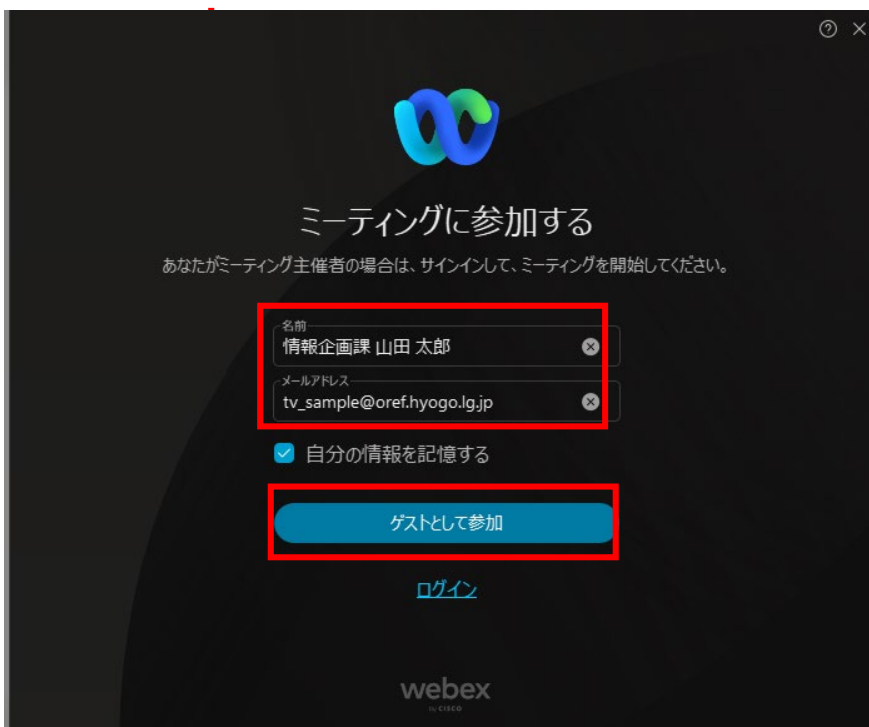 ミーティングに参加する
あなたがミーティング主催者の場合は、サインインして、ミーティングを開始してください。
名前
情報企画課 山田 太郎
メールアドレス
tv_sample@oref.hyogo.lg.jp
自分の情報を記憶する
ゲストとして参加
ログイン
webex
by CISCO